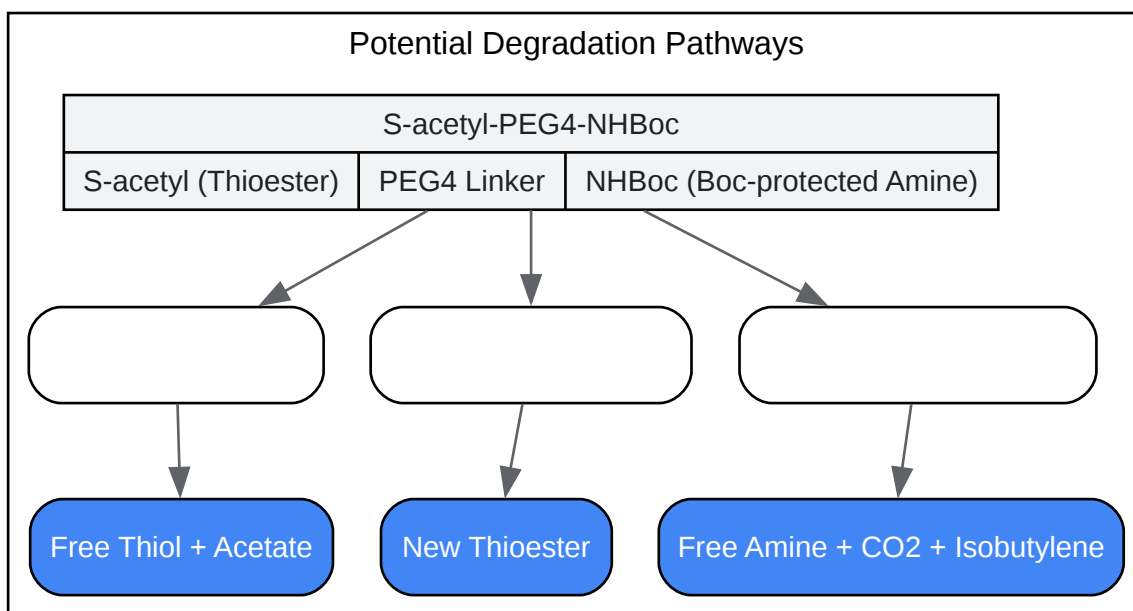 Potential Degradation Pathways
S-acetyl-PEG4-NHBoc
S-acetyl (Thioester) PEG4 Linker NHBoc (Boc-protected Amine)
Free Thiol + Acetate New Thioester Free Amine + CO2 + Isobutylene